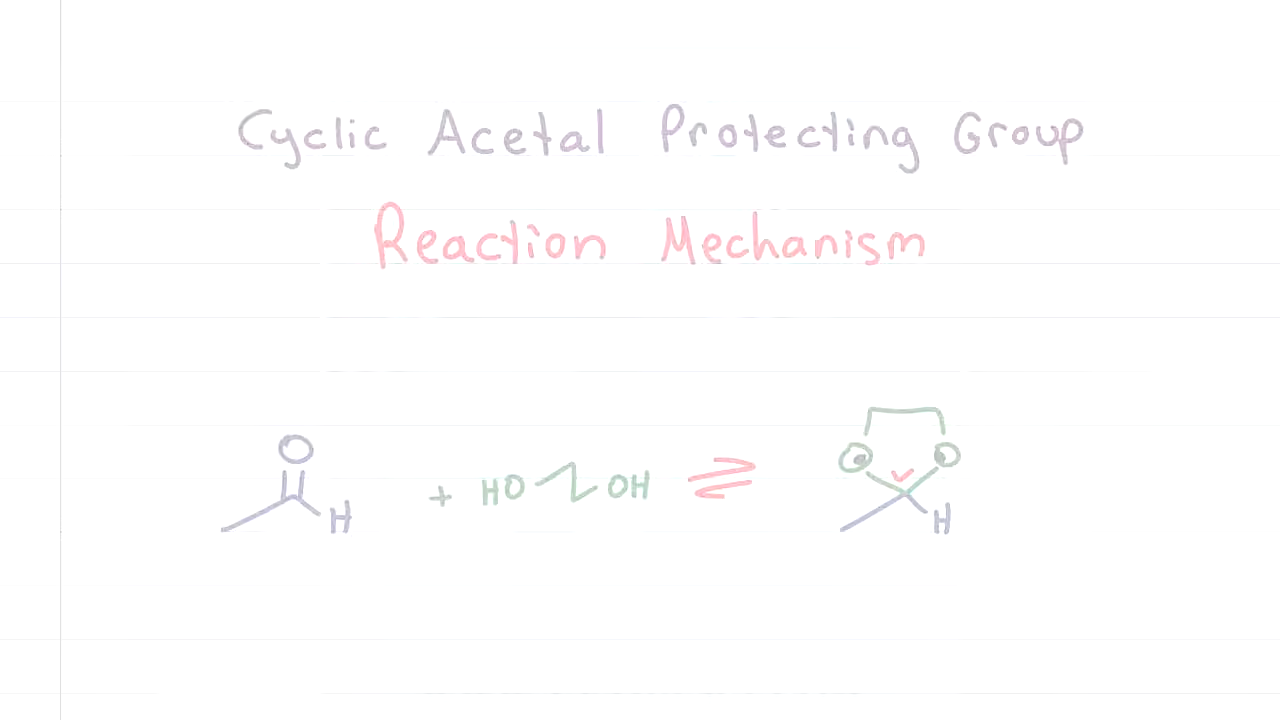 Cyclic Acetal Protecting Group
Reaction Mechanism
O
H
+ HO OH ⇌
O O
H